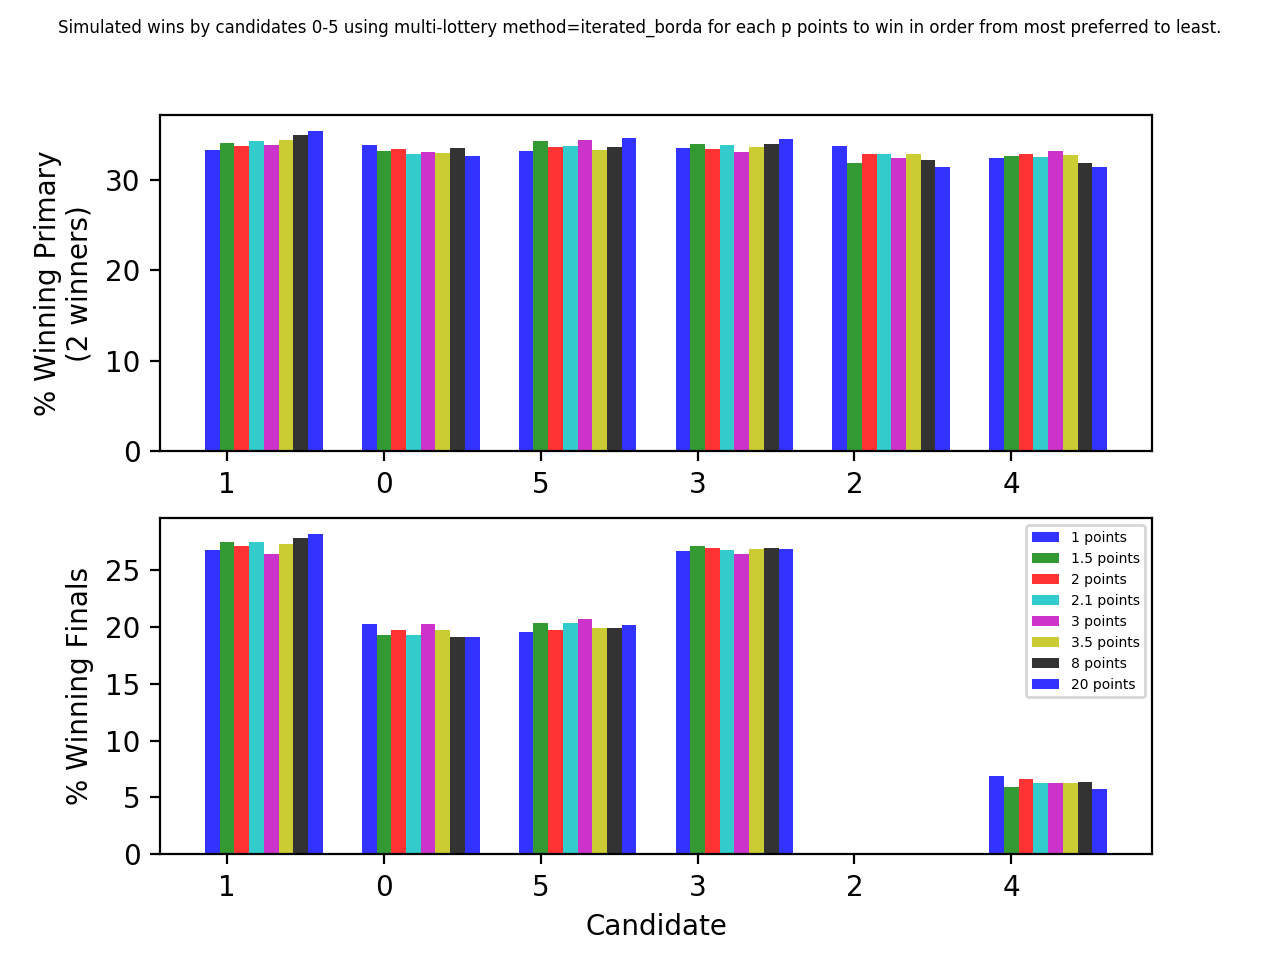 Simulated wins by candidates 0-5 using multi-lottery method=iterated_borda for each p points to win in order from most preferred to least.
% Winning Primary
(2 winners)
30
20
10
0
1 0 5 3 2 4
% Winning Finals
25
20
15
10
5
0
1 points
1.5 points
2 points
2.1 points
3 points
3.5 points
8 points
20 points
1 0 5 3 2 4
Candidate